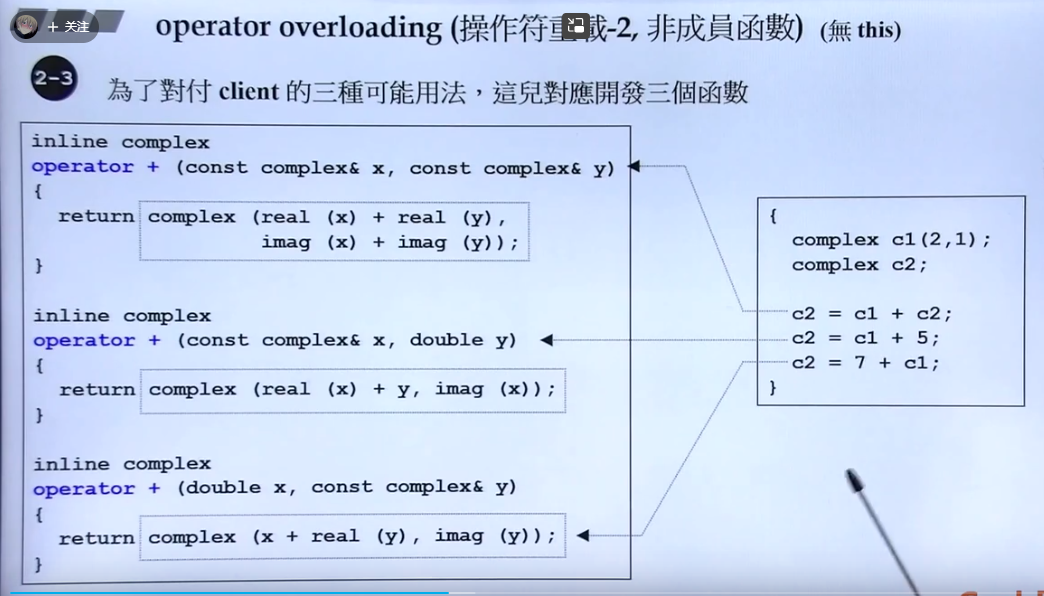 + 关注
operator overloading (操作符重載-2, 非成員函數) (無 this)
2-3
為了對付 client 的三種可能用法，這兒對應開發三個函數
inline complex
operator + (const complex& x, const complex& y)
{
return complex (real (x) + real (y),
imag (x) + imag (y));
}
inline complex
operator + (const complex& x, double y)
{
return complex (real (x) + y, imag (x));
}
inline complex
operator + (double x, const complex& y)
{
return complex (x + real (y), imag (y));
}
{
complex c1(2,1);
complex c2;
c2 = c1 + c2;
c2 = c1 + 5;
c2 = 7 + c1;
}